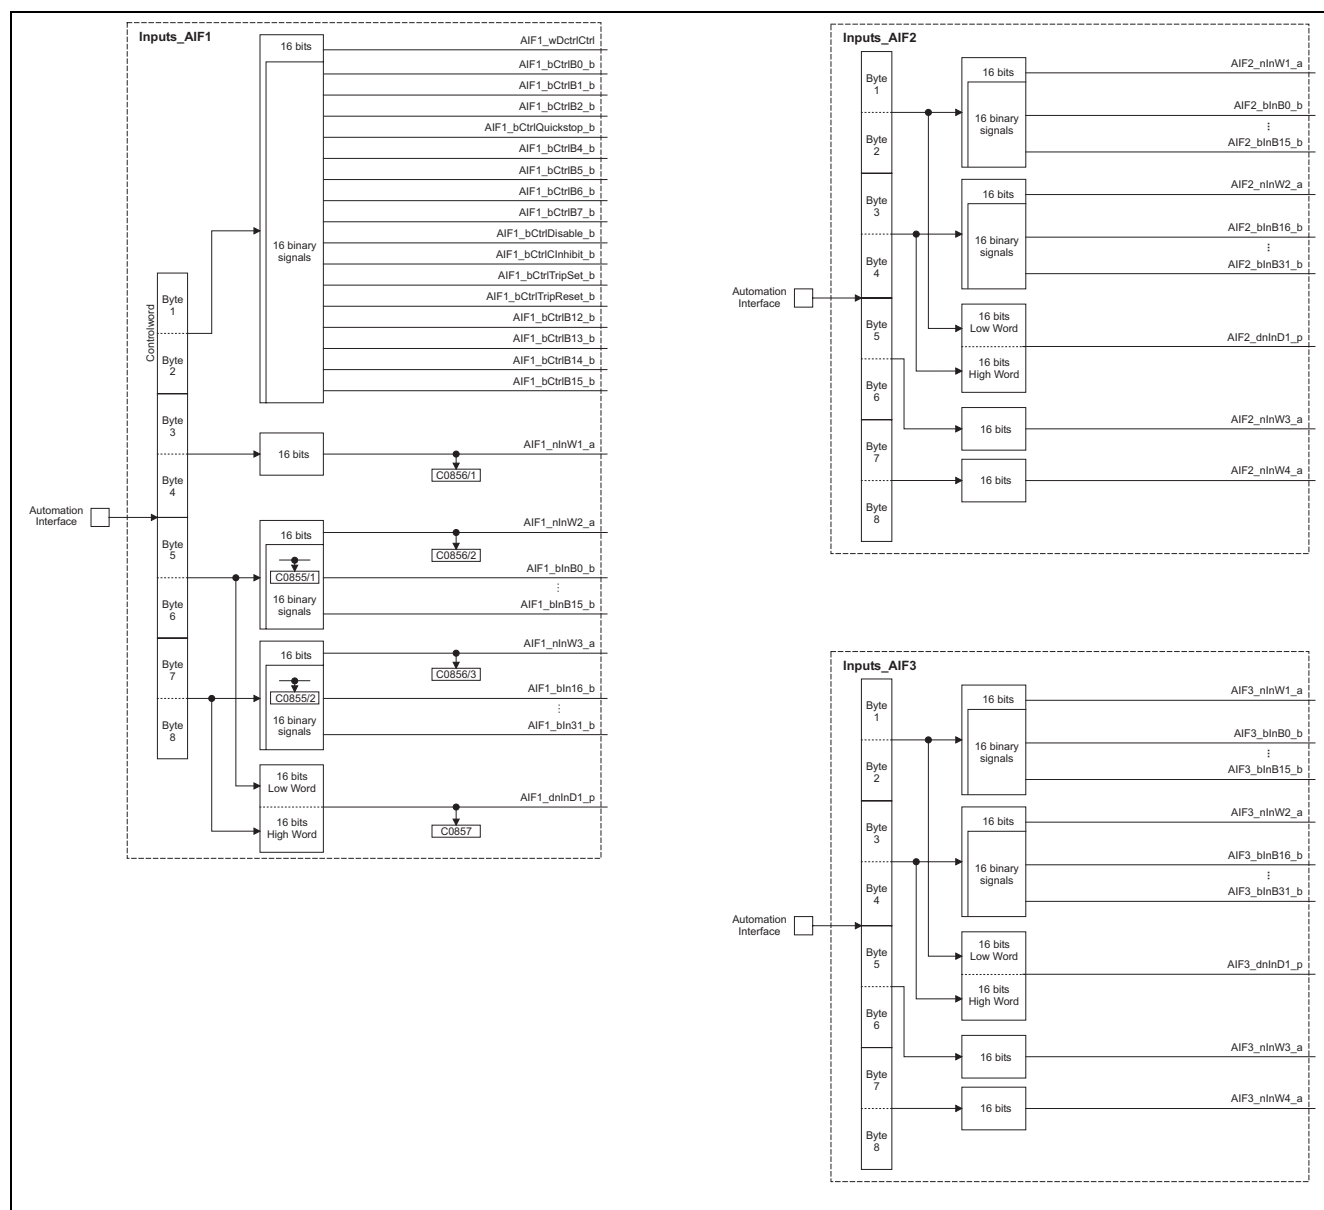 Inputs_AIF1
16 bits
AIF1_wDctrlCtrl
AIF1_bCtrlB0_b
AIF1_bCtrlB1_b
AIF1_bCtrlB2_b
AIF1_bCtrlQuickstop_b
AIF1_bCtrlB4_b
AIF1_bCtrlB5_b
AIF1_bCtrlB6_b
AIF1_bCtrlB7_b
16 binary
signals
AIF1_bCtrlDisable_b
AIF1_bCtrlCInhibit_b
AIF1_bCtrlTripSet_b
AIF1_bCtrlTripReset_b
AIF1_bCtrlB12_b
AIF1_bCtrlB13_b
AIF1_bCtrlB14_b
AIF1_bCtrlB15_b
Controlword
Byte
1
Byte
2
Byte
3
Byte
4
Byte
5
Byte
6
Byte
7
Byte
8
Automation
Interface
16 bits
AIF1_nInW1_a
C0856/1
16 bits
AIF1_nInW2_a
C0856/2
C0855/1
AIF1_bInB0_b
⋮
16 binary
signals
AIF1_bInB15_b
16 bits
AIF1_nInW3_a
C0856/3
C0855/2
AIF1_bIn16_b
⋮
16 binary
signals
AIF1_bIn31_b
16 bits
Low Word
AIF1_dnInD1_p
16 bits
High Word
C0857
Inputs_AIF2
Byte
1
Byte
2
Byte
3
Byte
4
Byte
5
Byte
6
Byte
7
Byte
8
Automation
Interface
16 bits
AIF2_nInW1_a
16 binary
signals
AIF2_bInB0_b
⋮
AIF2_bInB15_b
16 bits
AIF2_nInW2_a
16 binary
signals
AIF2_bInB16_b
⋮
AIF2_bInB31_b
16 bits
Low Word
AIF2_dnInD1_p
16 bits
High Word
16 bits
AIF2_nInW3_a
16 bits
AIF2_nInW4_a
Inputs_AIF3
Byte
1
Byte
2
Byte
3
Byte
4
Byte
5
Byte
6
Byte
7
Byte
8
Automation
Interface
16 bits
AIF3_nInW1_a
16 binary
signals
AIF3_bInB0_b
⋮
AIF3_bInB15_b
16 bits
AIF3_nInW2_a
16 binary
signals
AIF3_bInB16_b
⋮
AIF3_bInB31_b
16 bits
Low Word
AIF3_dnInD1_p
16 bits
High Word
16 bits
AIF3_nInW3_a
16 bits
AIF3_nInW4_a